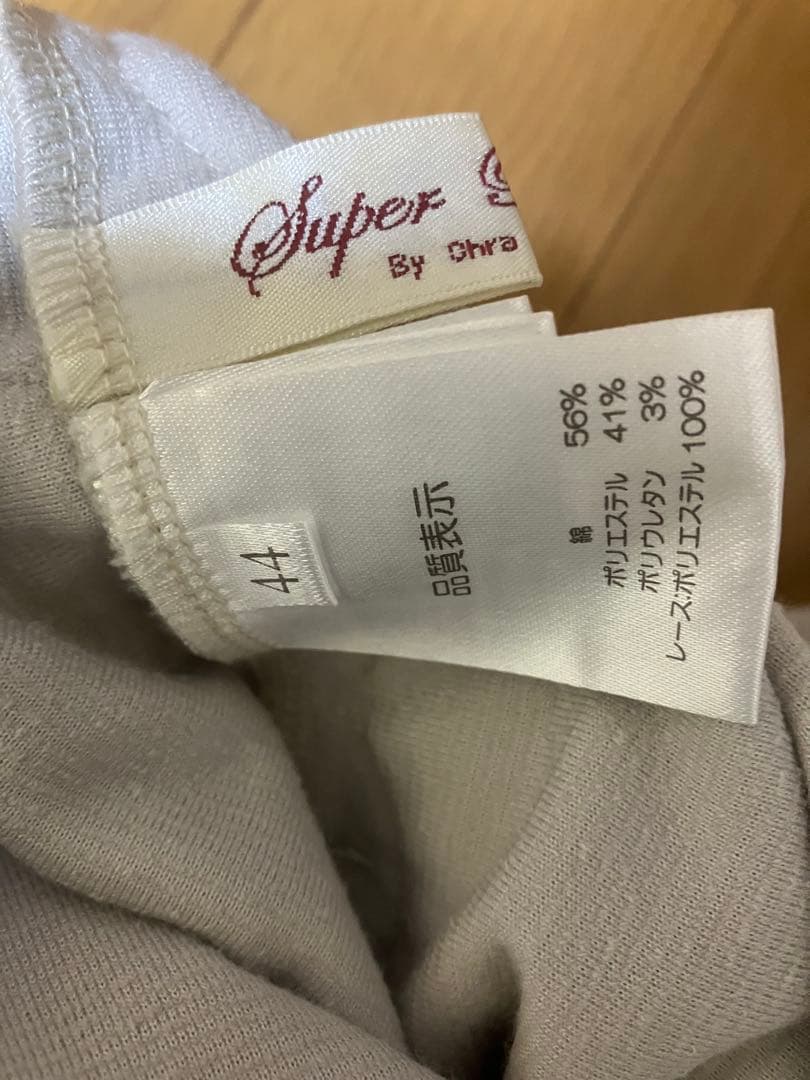 Super
By Chra
44
品質表示
綿 56%
ポリエステル 41%
ポリウレタン 3%
レース:ポリエステル 100%